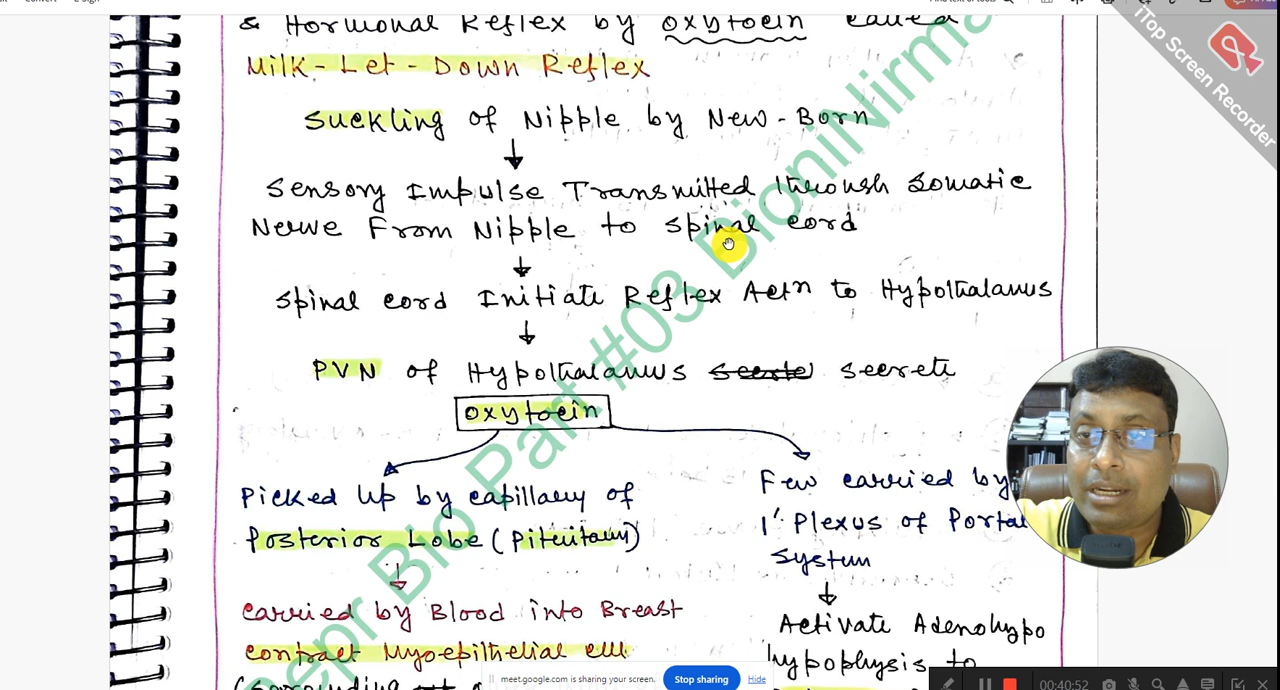 & Hormonal Reflex by oxytocin called
Milk-Let-Down Reflex
Suckling of Nipple by New-Born
↓
Sensory Impulse Transmitted through Somatic
Nerve From Nipple to Spinal cord
↓
Spinal cord Initiate Reflex Actn to Hypothalamus
↓
PVN of Hypothalamus secrete
oxytocin
Picked up by capillary of
Posterior Lobe (Pituitary)
↓
carried by Blood into Breast
contract Myoepithelial cell
Few carried by
1° Plexus of Portal
System
↓
Activate Adenohypo
hypophysis to
Bio Part #03 BioniNirma
iTop Screen Recorder
meet.google.com is sharing your screen.
Stop sharing
Hide
00:40:52